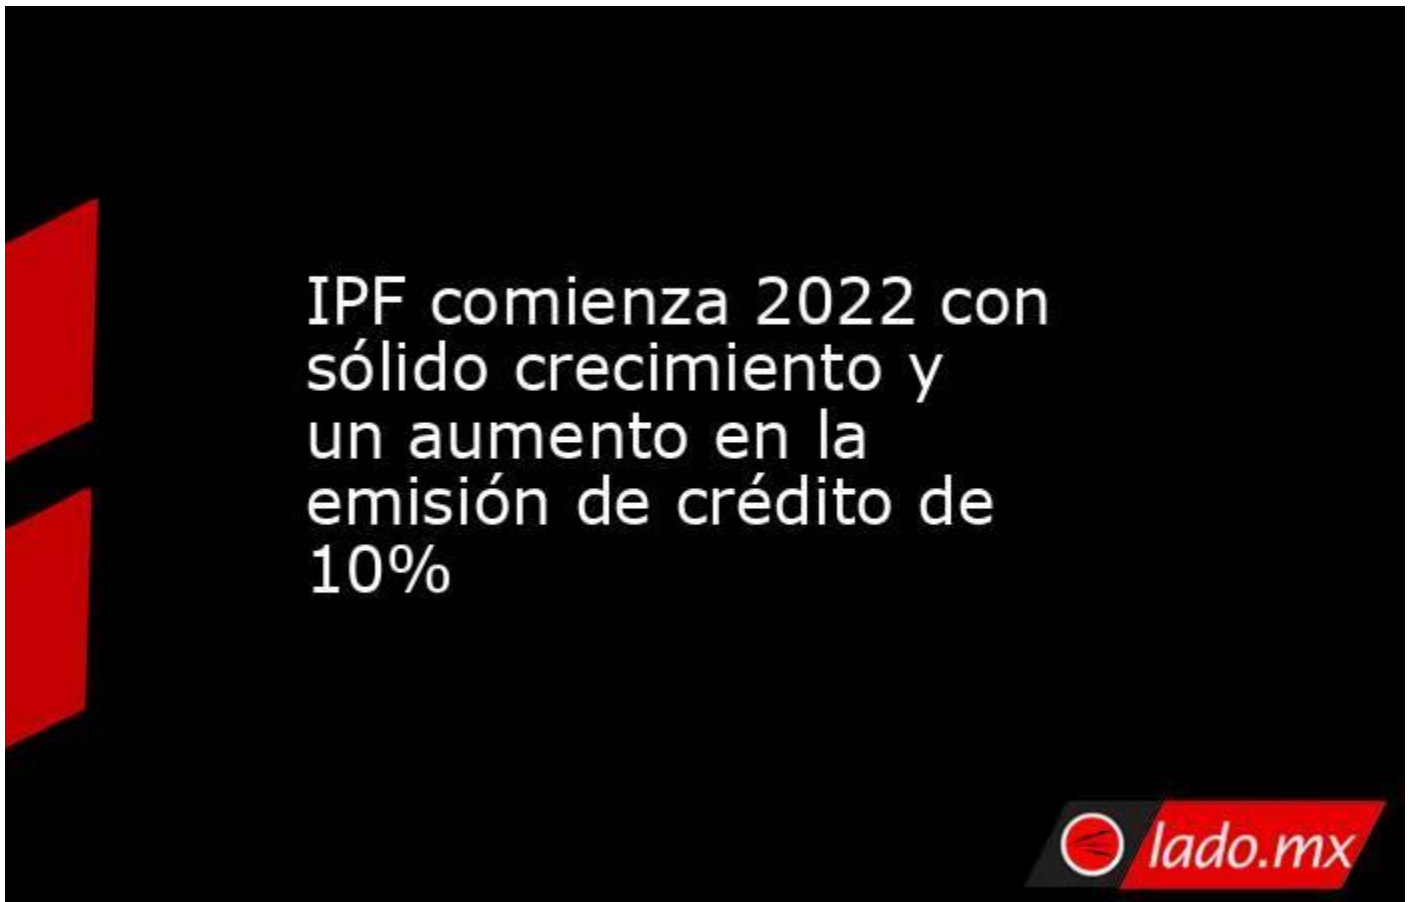 IPF comienza 2022 con
sólido crecimiento y
un aumento en la
emisión de crédito de
10%
lado.mx